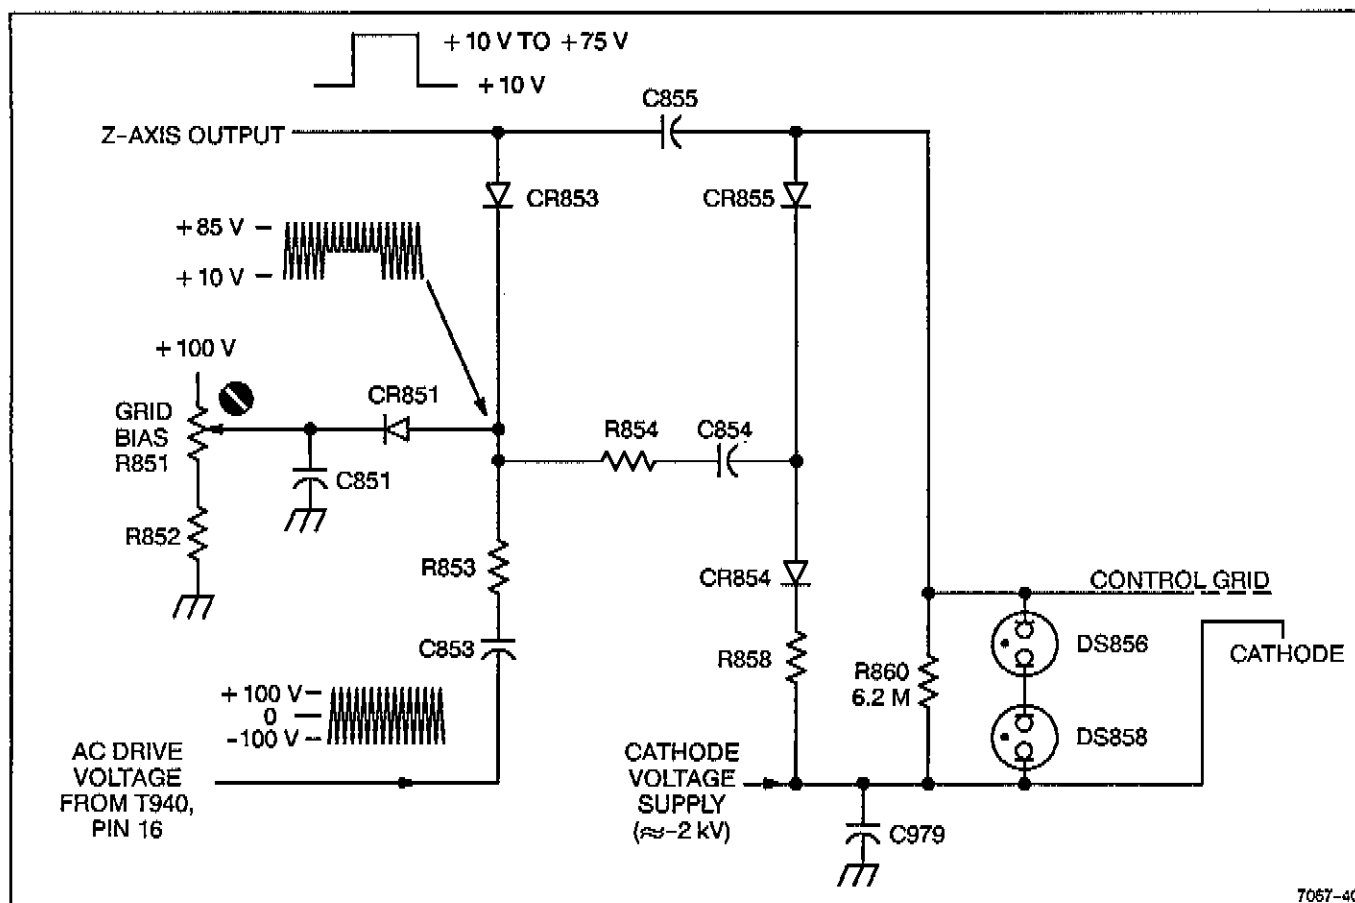 +10 V TO +75 V
+10 V
C855
Z-AXIS OUTPUT
CR853
CR855
+85 V
+10 V
+100 V
CR851
GRID
BIAS
R851
R854
C854
C851
R852
R853
CR854
CONTROL GRID
C853
R858
R860
6.2 M
DS856
CATHODE
+100 V
0
-100 V
DS858
AC DRIVE
VOLTAGE
FROM T940,
PIN 16
CATHODE
VOLTAGE
SUPPLY
(≈-2 kV)
C979
7067-40